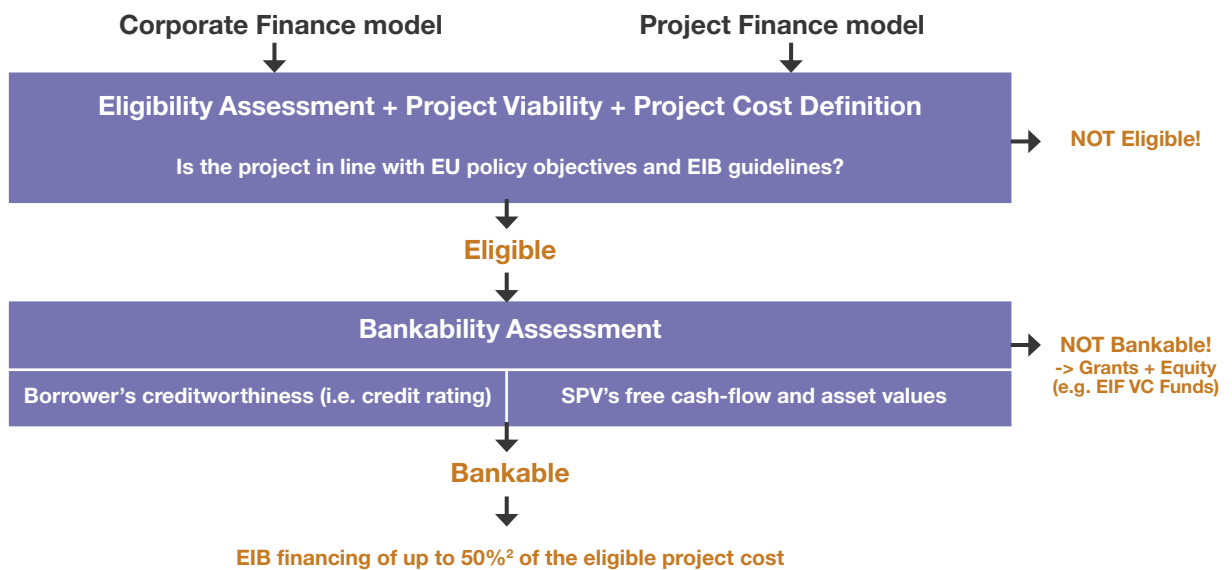 Corporate Finance model
Project Finance model
Eligibility Assessment + Project Viability + Project Cost Definition
Is the project in line with EU policy objectives and EIB guidelines?
NOT Eligible!
Eligible
Bankability Assessment
NOT Bankable!
-> Grants + Equity
(e.g. EIF VC Funds)
Borrower's creditworthiness (i.e. credit rating)
SPV's free cash-flow and asset values
Bankable
EIB financing of up to 50%² of the eligible project cost